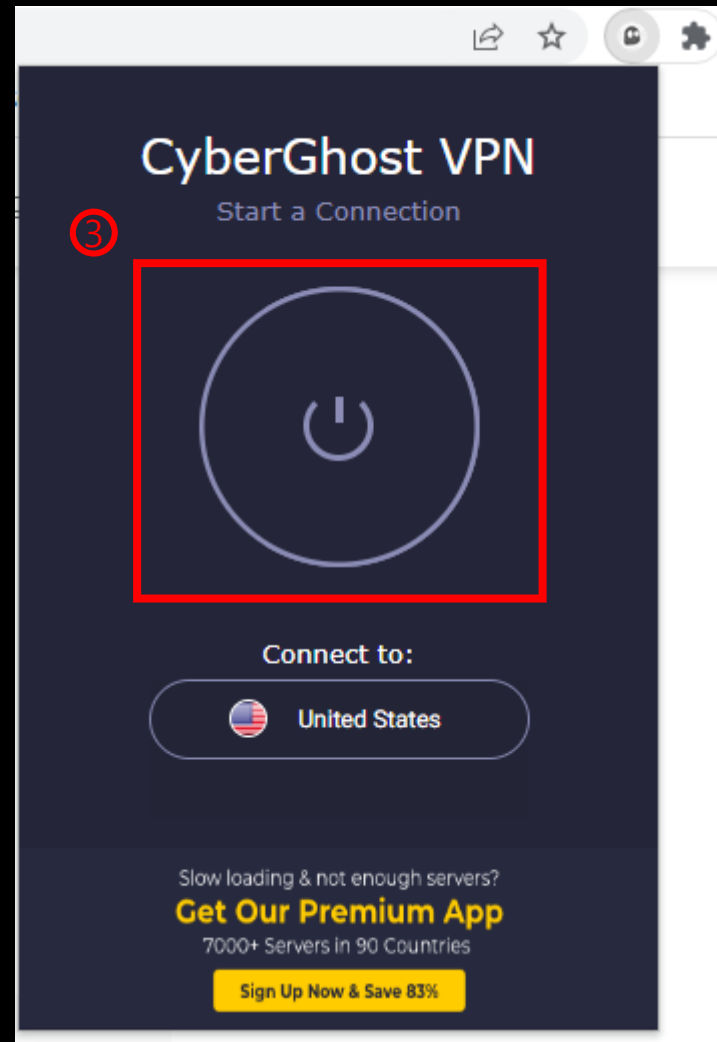 CyberGhost VPN
Start a Connection
③
Connect to:
United States
Slow loading & not enough servers?
Get Our Premium App
7000+ Servers in 90 Countries
Sign Up Now & Save 83%